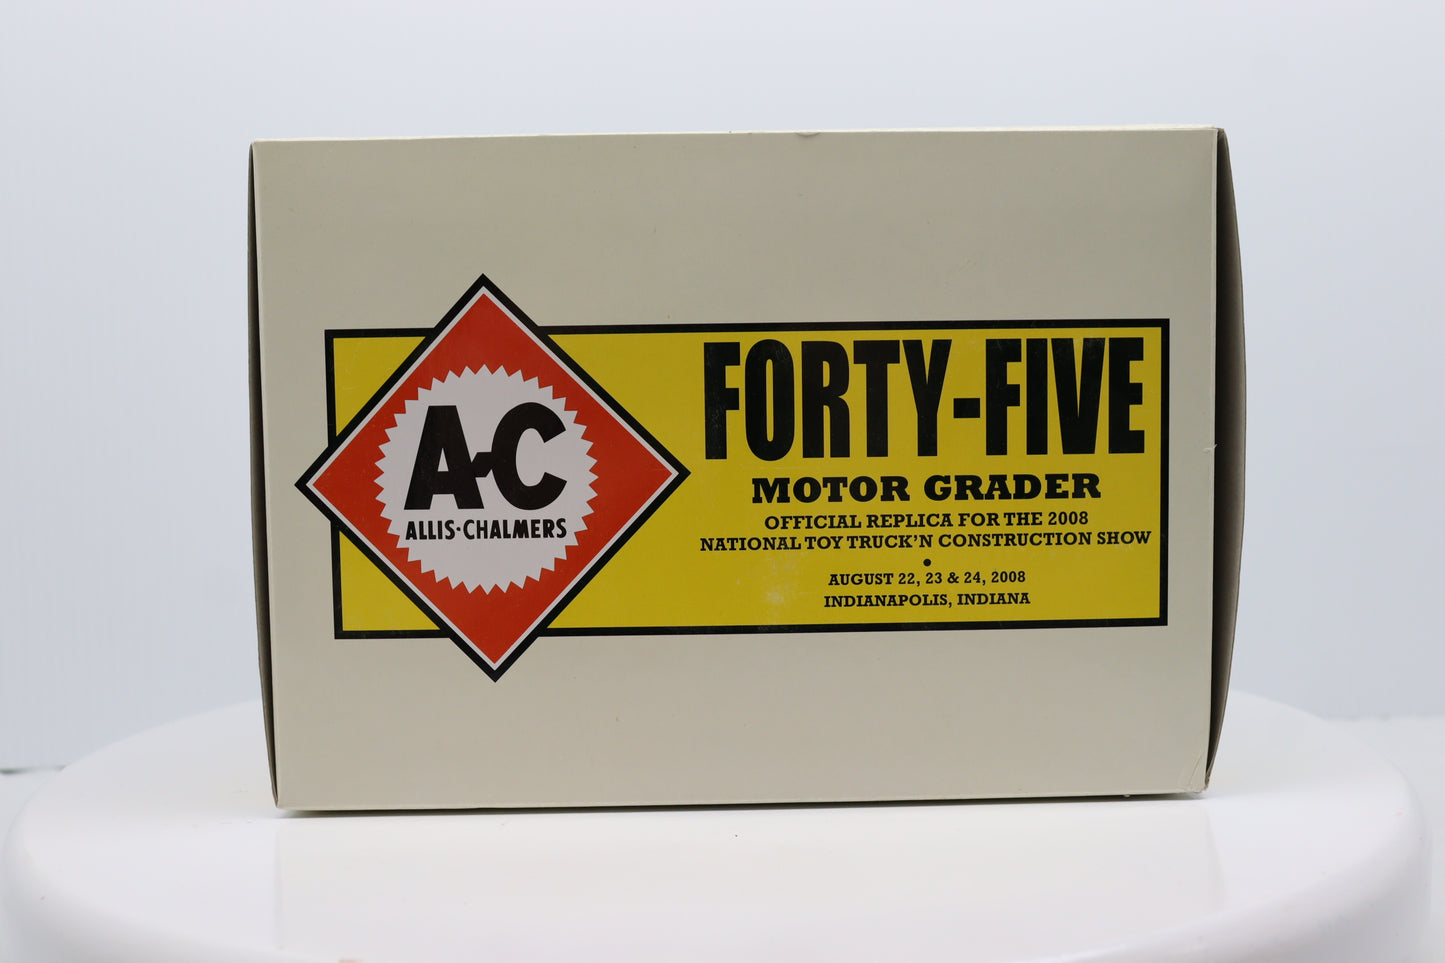 A-C
ALLIS-CHALMERS
FORTY-FIVE
MOTOR GRADER
OFFICIAL REPLICA FOR THE 2008
NATIONAL TOY TRUCK'N CONSTRUCTION SHOW
•
AUGUST 22, 23 & 24, 2008
INDIANAPOLIS, INDIANA